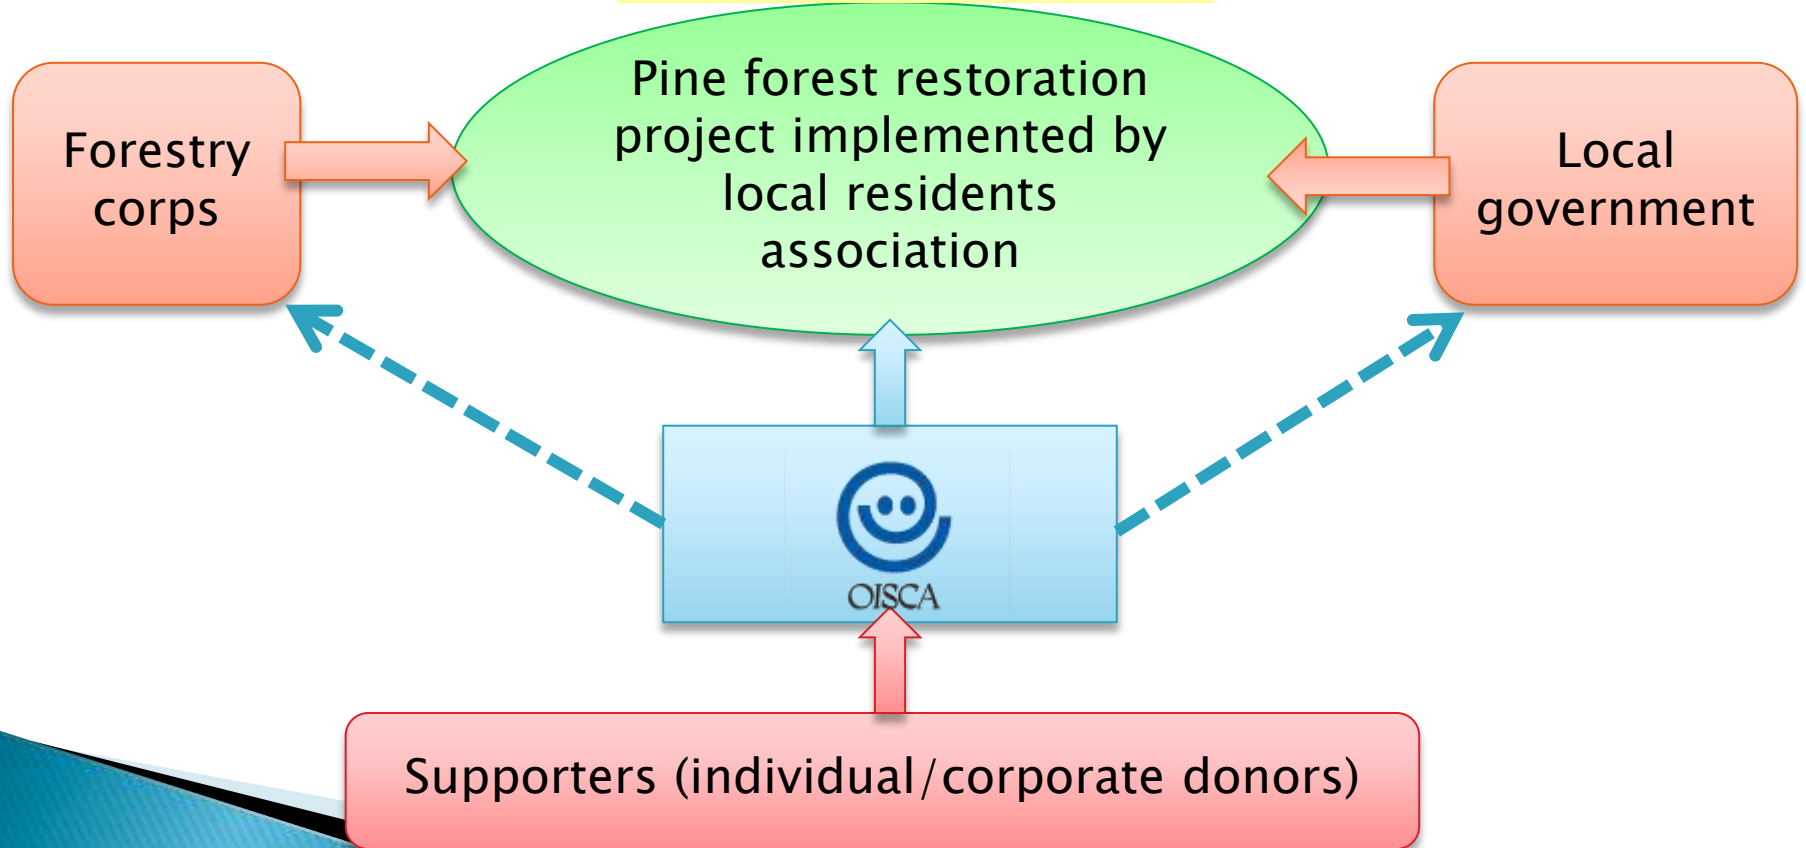 Pine forest restoration
project implemented by
local residents
association
Forestry
corps
Local
government
OISCA
Supporters (individual/corporate donors)